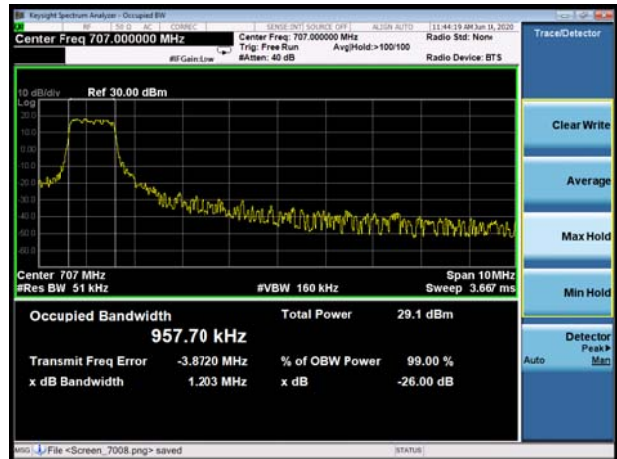 Keysight Spectrum Analyzer - Occupied BW
RF 50 Ω AC CORREC SENSE:INT SOURCE OFF ALIGN AUTO 11:44:19 AM Jun 11, 2020
Center Freq 707.000000 MHz Center Freq: 707.000000 MHz Radio Std: None
Trig: Free Run Avg|Hold:>100/100
#IFGain:Low #Atten: 40 dB Radio Device: BTS
10 dB/div Ref 30.00 dBm
Log
20.0
10.0
0.00
-10.0
-20.0
-30.0
-40.0
-50.0
-60.0
Center 707 MHz Span 10 MHz
#Res BW 51 kHz #VBW 160 kHz Sweep 3.667 ms
Occupied Bandwidth Total Power 29.1 dBm
957.70 kHz
Transmit Freq Error -3.8720 MHz % of OBW Power 99.00 %
x dB Bandwidth 1.203 MHz x dB -26.00 dB
MSG File <Screen_7008.png> saved STATUS
Trace/Detector
Clear Write
Average
Max Hold
Min Hold
Detector
Peak▶
Auto Man